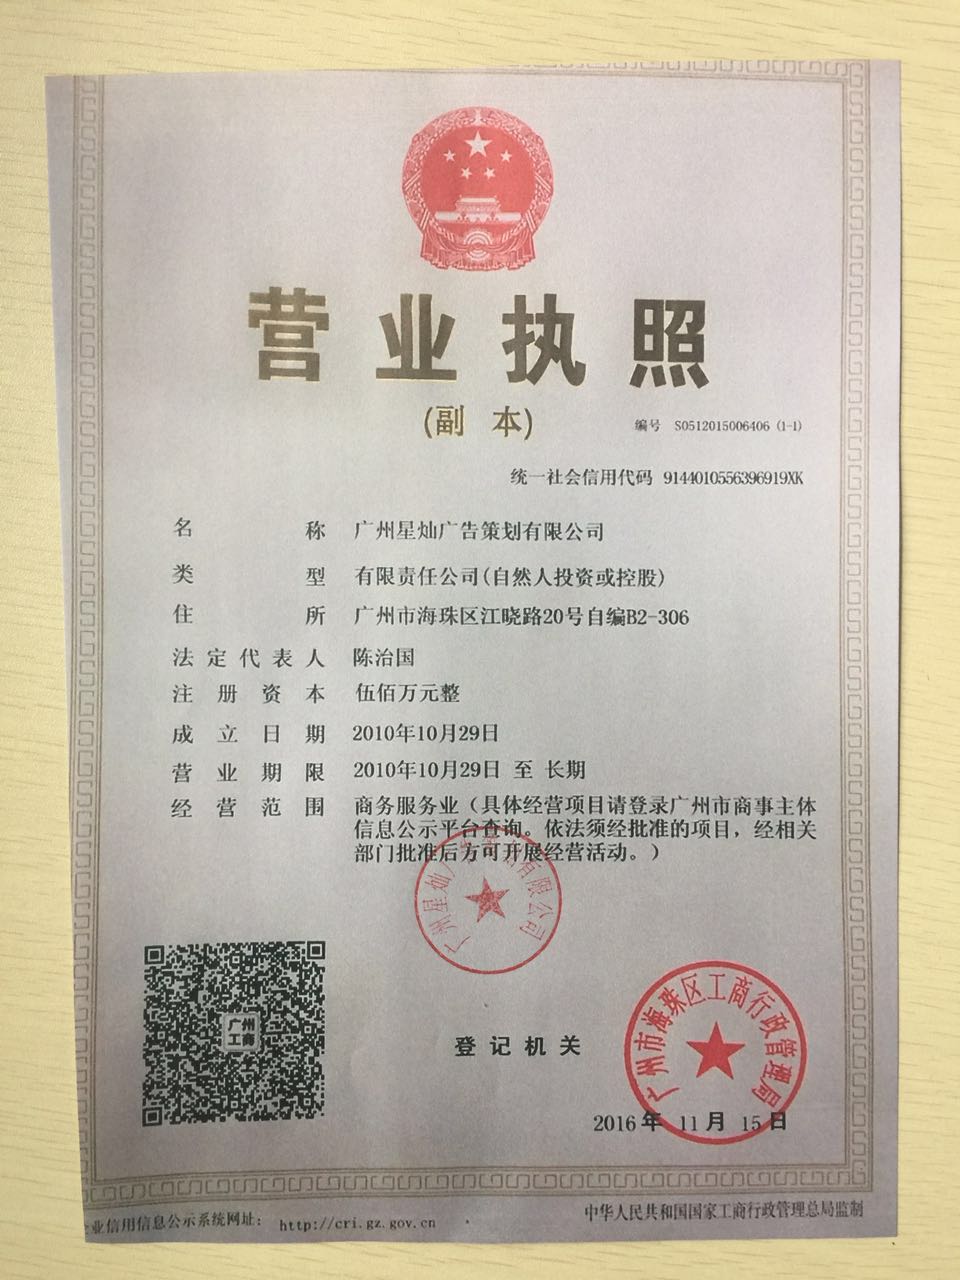 营业执照
(副 本)
编号 S0512015006406 (1-1)
统一社会信用代码 9144010556396919XK
名称 广州星灿广告策划有限公司
类型 有限责任公司(自然人投资或控股)
住所 广州市海珠区江晓路20号自编B2-306
法定代表人 陈治国
注册资本 伍佰万元整
成立日期 2010年10月29日
营业期限 2010年10月29日 至 长期
经营范围 商务服务业（具体经营项目请登录广州市商事主体
信息公示平台查询。依法须经批准的项目，经相关
部门批准后方可开展经营活动。）
广州星灿广告策划有限公司
广州
工商
登记机关
广州市海珠区工商行政管理局
2016年 11月 15日
业信用信息公示系统网址： http://cri.gz.gov.cn
中华人民共和国国家工商行政管理总局监制